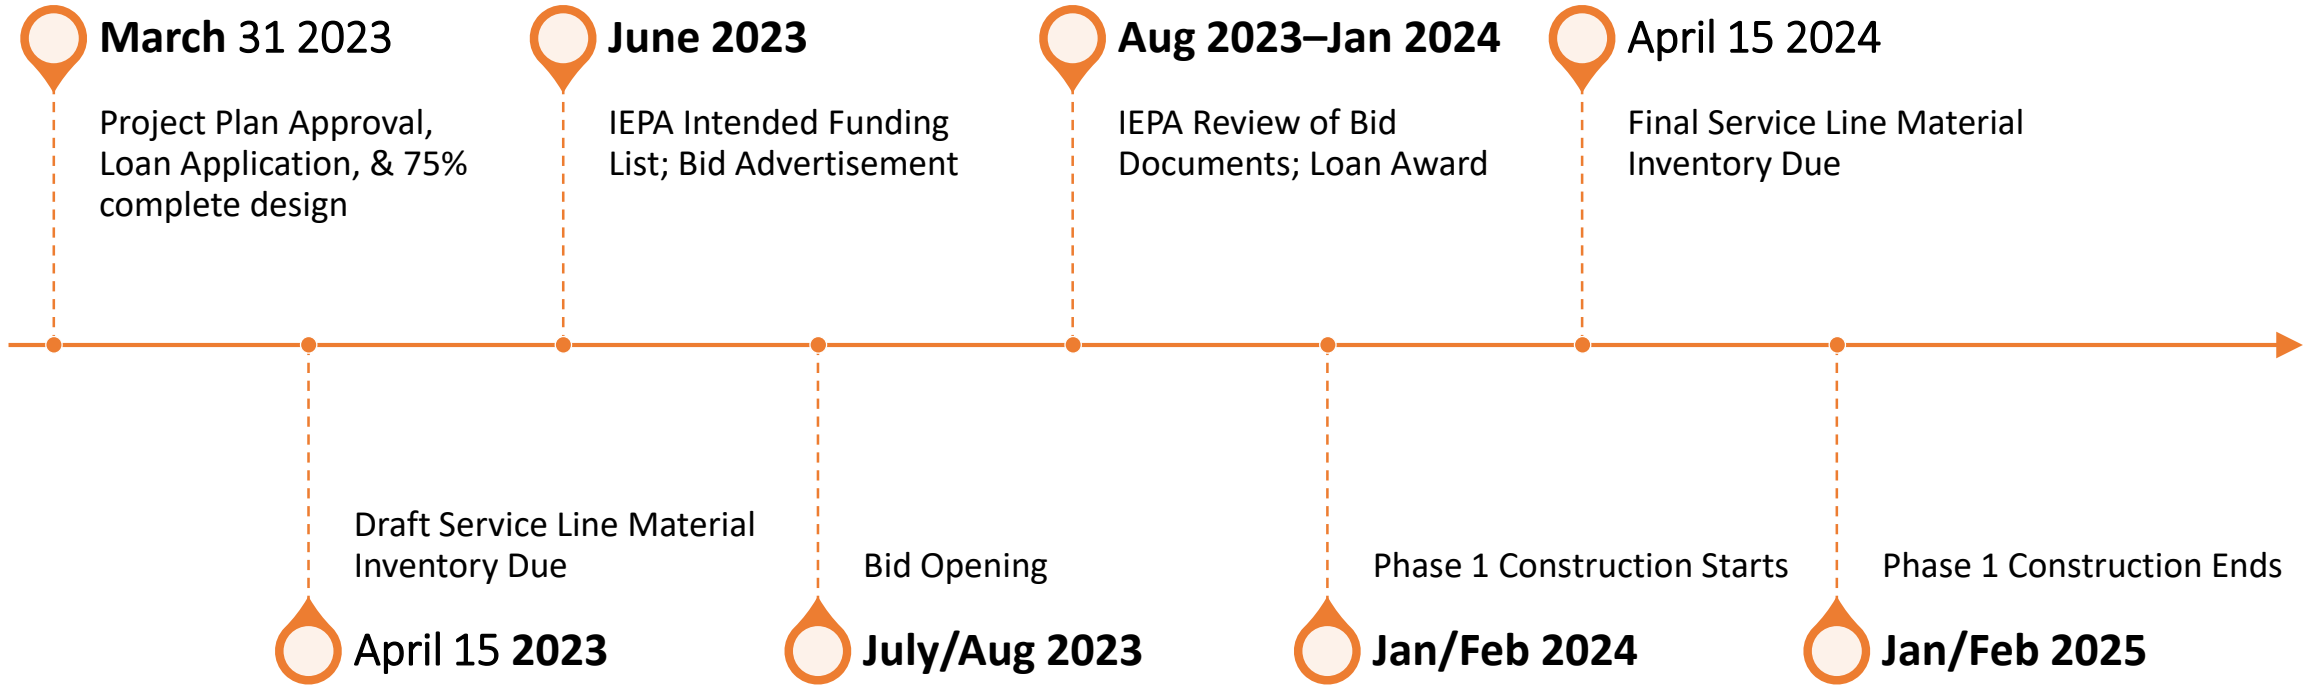 March 31 2023
Project Plan Approval,
Loan Application, & 75%
complete design
June 2023
IEPA Intended Funding
List; Bid Advertisement
Aug 2023–Jan 2024
IEPA Review of Bid
Documents; Loan Award
April 15 2024
Final Service Line Material
Inventory Due
Draft Service Line Material
Inventory Due
April 15 2023
Bid Opening
July/Aug 2023
Phase 1 Construction Starts
Jan/Feb 2024
Phase 1 Construction Ends
Jan/Feb 2025